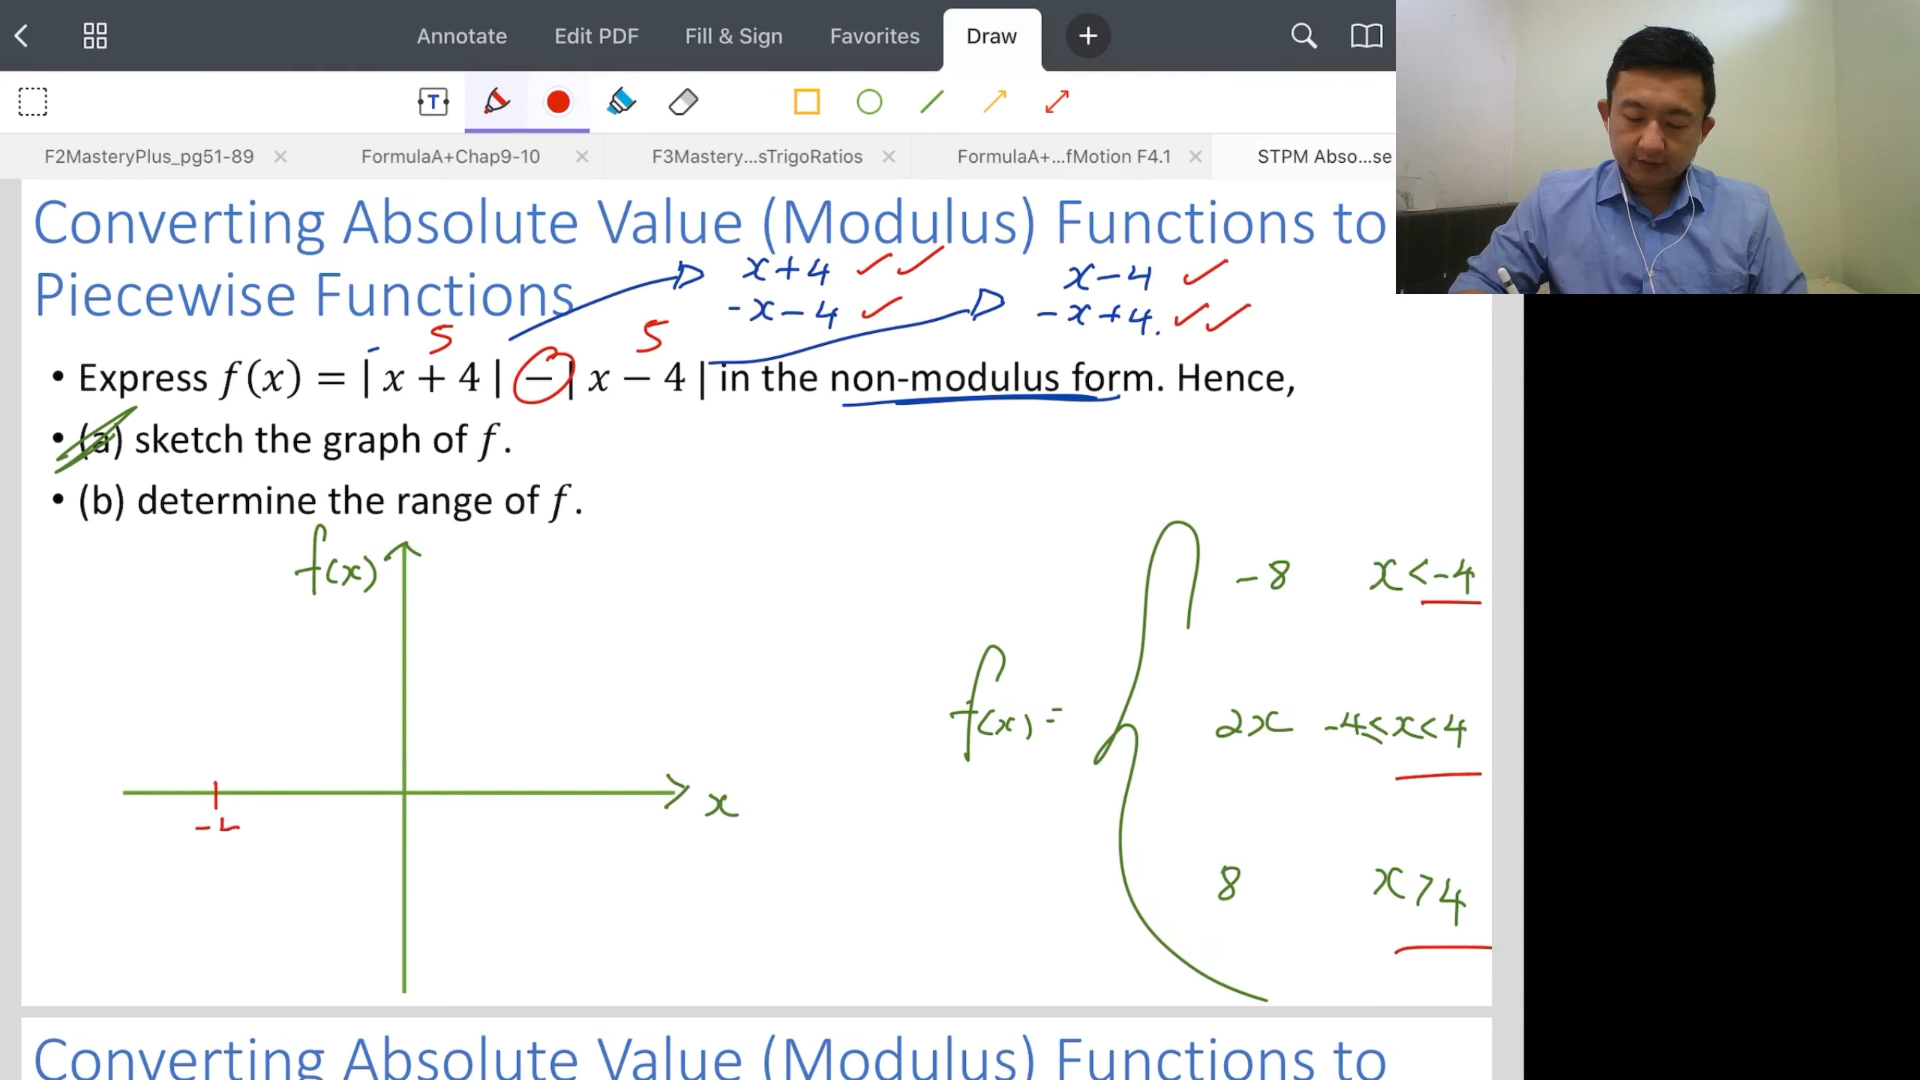 Annotate Edit PDF Fill & Sign Favorites Draw
T
F2MasteryPlus_pg51-89 FormulaA+Chap9-10 F3Mastery...sTrigoRatios FormulaA+...fMotion F4.1 STPM Abso...se
Converting Absolute Value (Modulus) Functions to
Piecewise Functions
x+4 x-4
-x-4 -x+4.
5 5
• Express f(x) = | x + 4 | − | x − 4 | in the non-modulus form. Hence,
• (a) sketch the graph of f.
• (b) determine the range of f.
f(x)
-8 x<-4
f(x)= 2x -4≤x<4
x
8 x>4
Converting Absolute Value (Modulus) Functions to